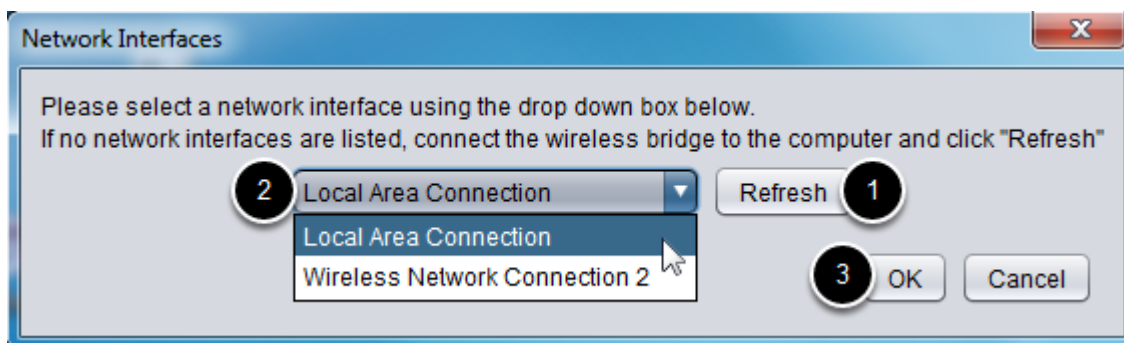 Network Interfaces
x
Please select a network interface using the drop down box below.
If no network interfaces are listed, connect the wireless bridge to the computer and click "Refresh"
2 Local Area Connection Refresh 1
Local Area Connection
Wireless Network Connection 2
3 OK Cancel